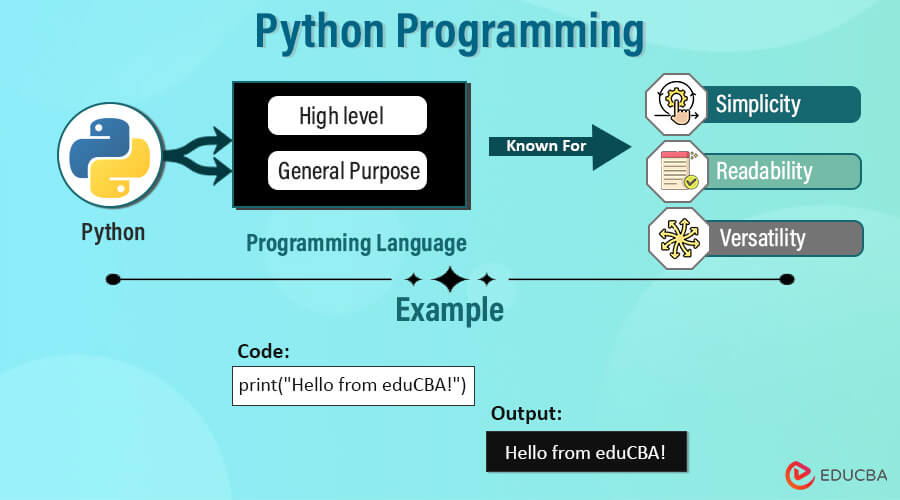 Python Programming
High level
General Purpose
Python
Programming Language
Known For
Simplicity
Readability
Versatility
Example
Code:
print("Hello from eduCBA!")
Output:
Hello from eduCBA!
EDUCBA